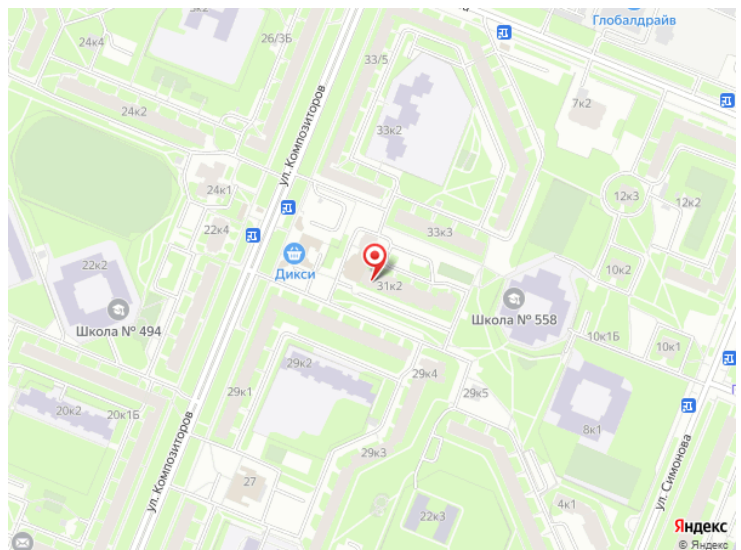 Глобалдрайв
24к4
26/3Б
33/5
24к2
7к2
33к2
ул. Композиторов
24к1
12к3
12к2
22к4
33к3
22к2
Дикси
31к2
10к2
Школа № 494
Школа № 558
10к1Б
10к1
29к2
29к4
29к1
29к5
20к2
20к1Б
8к1
ул. Композиторов
29к3
ул. Симонова
27
22к3
4к1
Яндекс
© Яндекс